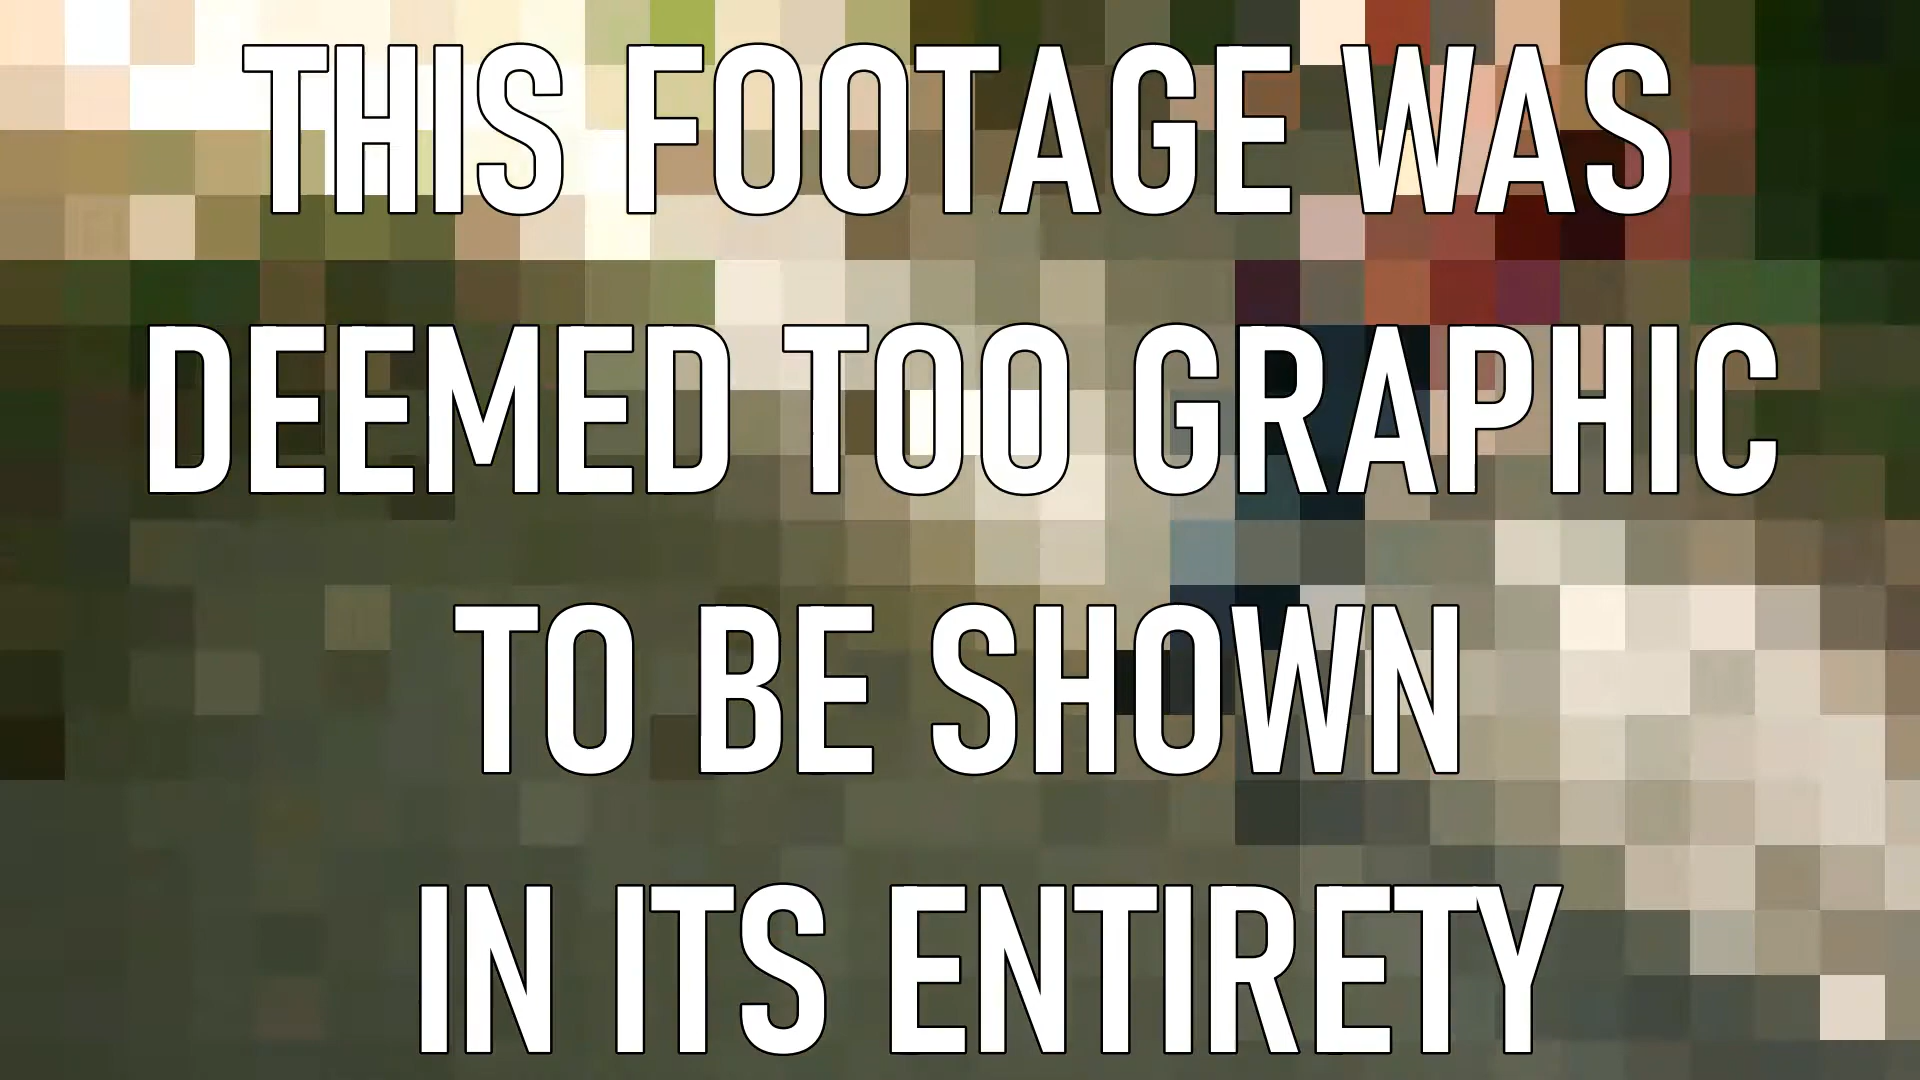 THIS FOOTAGE WAS
DEEMED TOO GRAPHIC
TO BE SHOWN
IN ITS ENTIRETY